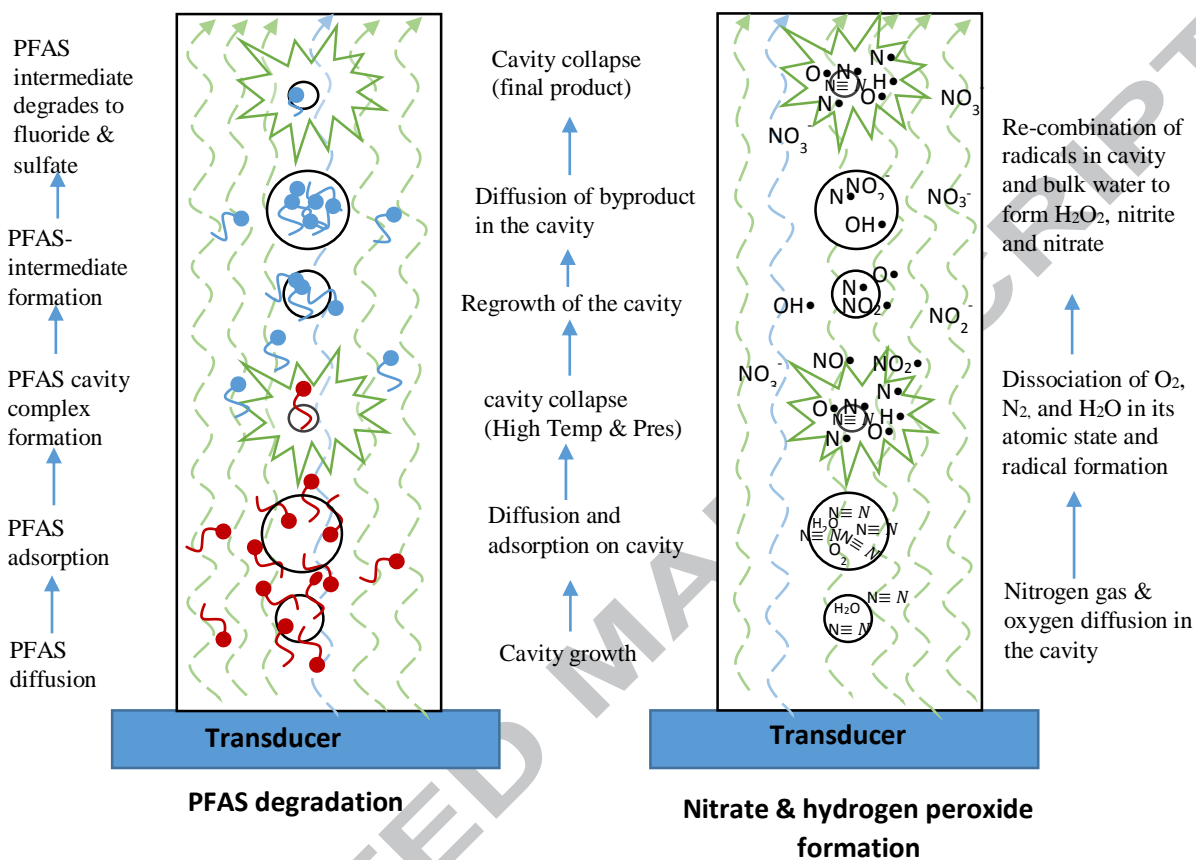 PFAS
intermediate
degrades to
fluoride &
sulfate
PFAS-
intermediate
formation
PFAS cavity
complex
formation
PFAS
adsorption
PFAS
diffusion
Transducer
PFAS degradation
Cavity collapse
(final product)
Diffusion of byproduct
in the cavity
Regrowth of the cavity
cavity collapse
(High Temp & Pres)
Diffusion and
adsorption on cavity
Cavity growth
N•
O• N•
N≡N H•
N• O•
NO₃⁻
NO₃⁻
NO₂⁻
N•
OH•
NO₃⁻
O•
N•
OH• NO₂•
NO₂⁻
NO• NO₂•
NO₃⁻
N•
O• N•
N≡N H•
N• O•
N≡N
H₂O
N≡N
N≡N
N≡N
O₂
N≡N
H₂O
N≡N
Transducer
Nitrate & hydrogen peroxide
formation
Re-combination of
radicals in cavity
and bulk water to
form H₂O₂, nitrite
and nitrate
Dissociation of O₂,
N₂, and H₂O in its
atomic state and
radical formation
Nitrogen gas &
oxygen diffusion in
the cavity